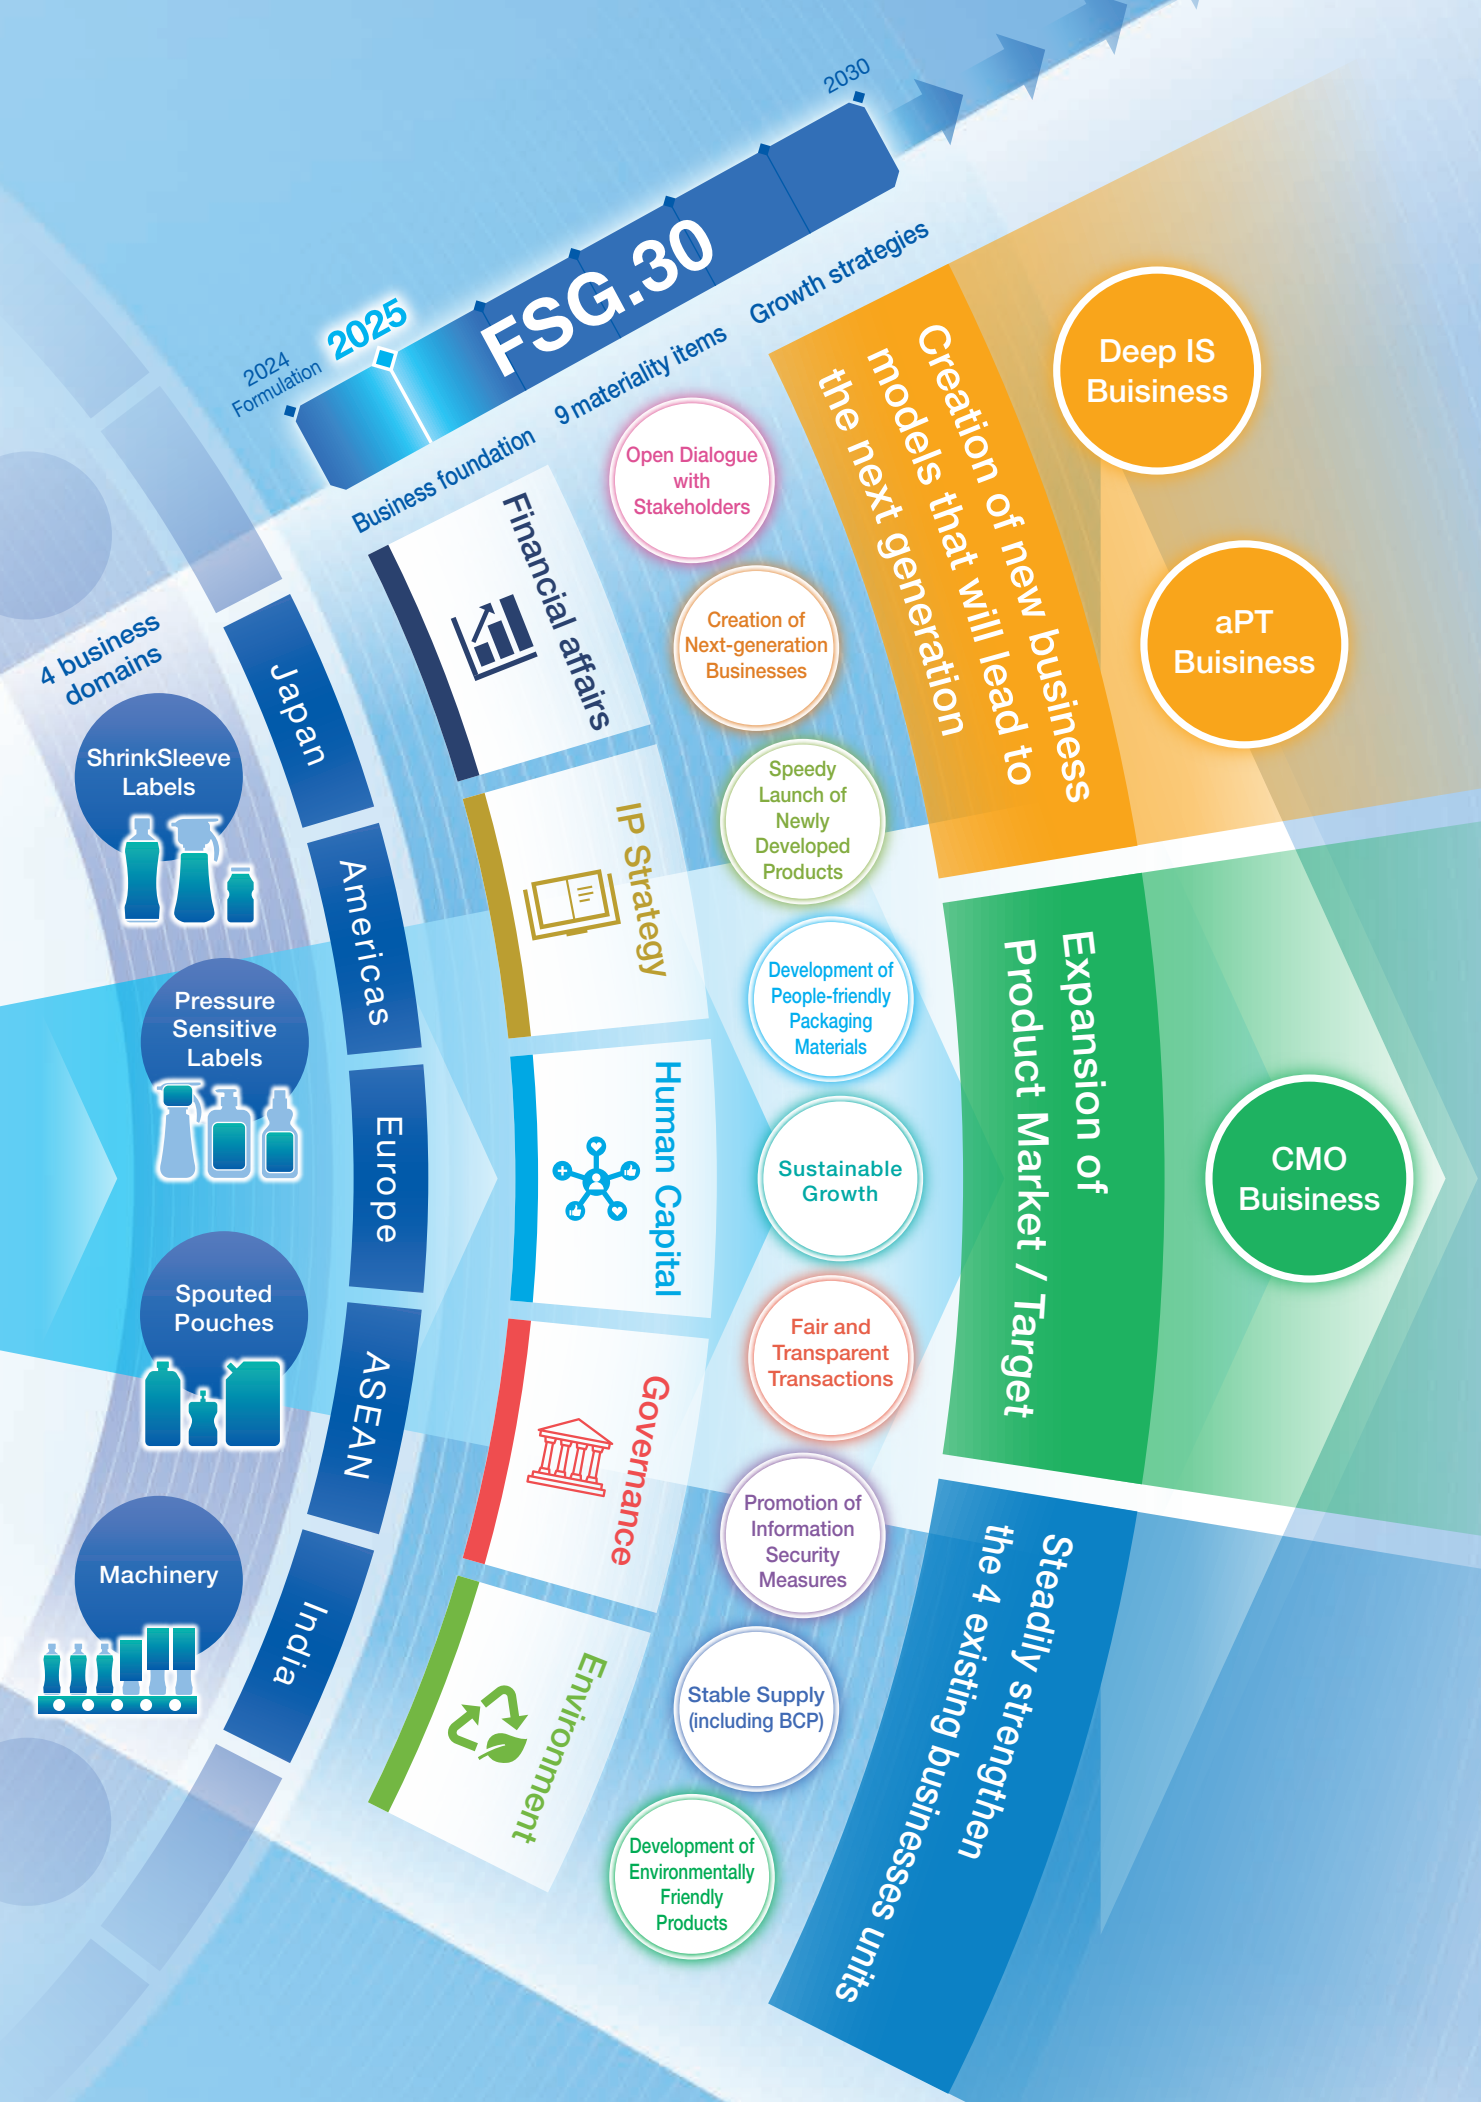 2030
FSG.30
2025
2024
Formulation
Growth strategies
9 materiality items
Business foundation
4 business
domains
ShrinkSleeve
Labels
Pressure
Sensitive
Labels
Spouted
Pouches
Machinery
Japan
Americas
Europe
ASEAN
India
Financial affairs
IP Strategy
Human Capital
Governance
Environment
Open Dialogue
with
Stakeholders
Creation of
Next-generation
Businesses
Speedy
Launch of
Newly
Developed
Products
Development of
People-friendly
Packaging
Materials
Sustainable
Growth
Fair and
Transparent
Transactions
Promotion of
Information
Security
Measures
Stable Supply
(including BCP)
Development of
Environmentally
Friendly
Products
Creation of new business
models that will lead to
the next generation
Expansion of
Product Market / Target
Steadily strengthen
the 4 existing businesses units
Deep IS
Buisiness
aPT
Buisiness
CMO
Buisiness